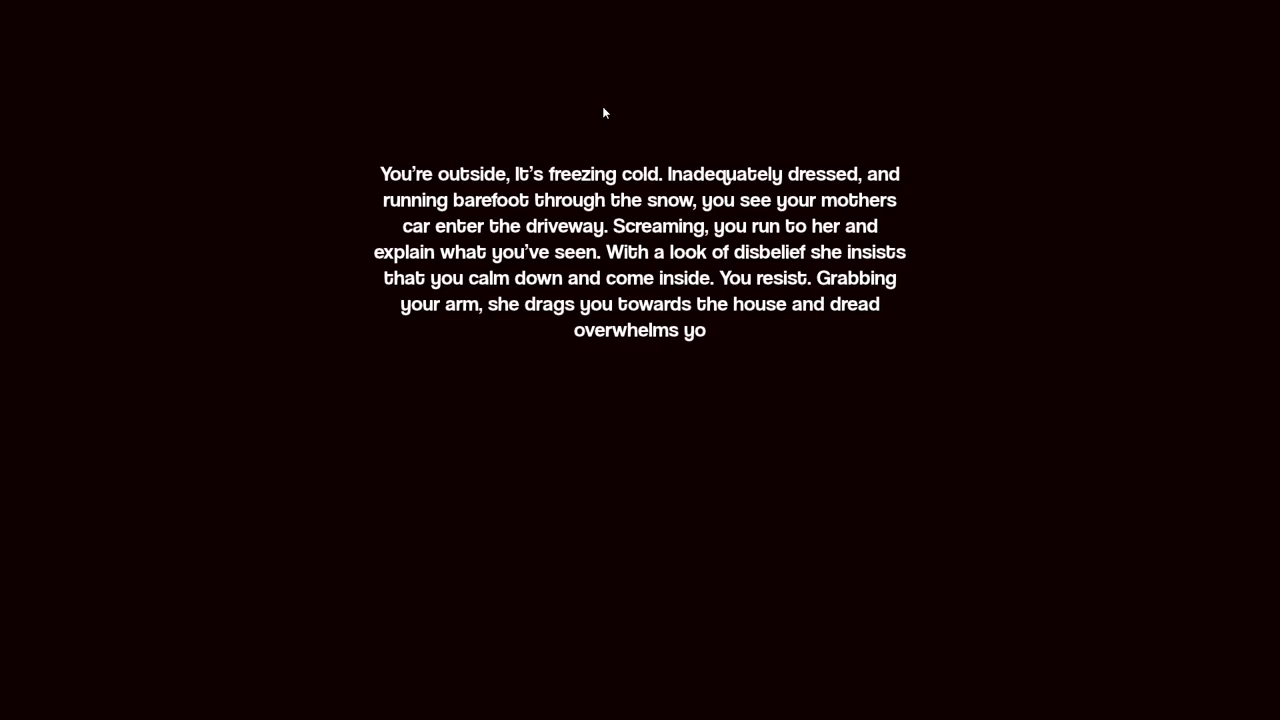 You’re outside, It’s freezing cold. Inadequately dressed, and
running barefoot through the snow, you see your mothers
car enter the driveway. Screaming, you run to her and
explain what you’ve seen. With a look of disbelief she insists
that you calm down and come inside. You resist. Grabbing
your arm, she drags you towards the house and dread
overwhelms yo